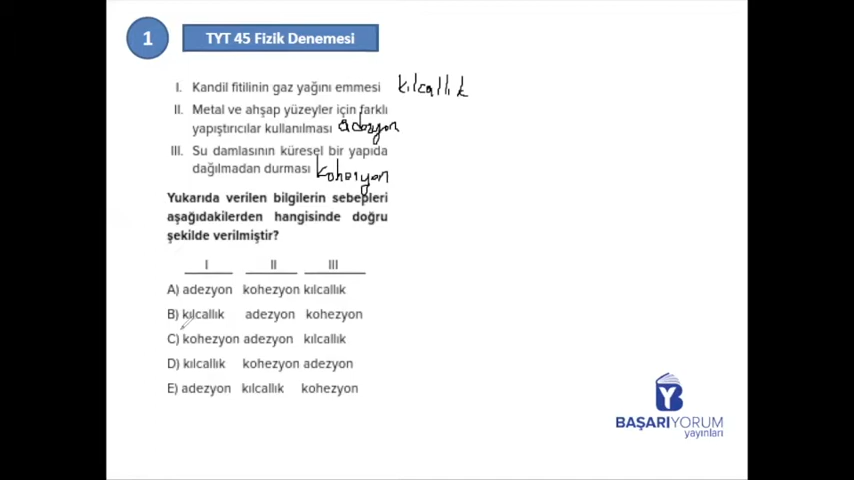 1
TYT 45 Fizik Denemesi
I. Kandil fitilinin gaz yağını emmesi kılcallık
II. Metal ve ahşap yüzeyler için farklı
yapıştırıcılar kullanılması adezyon
III. Su damlasının küresel bir yapıda
dağılmadan durması kohezyon
Yukarıda verilen bilgilerin sebepleri
aşağıdakilerden hangisinde doğru
şekilde verilmiştir?
I II III
A) adezyon kohezyon kılcallık
B) kılcallık adezyon kohezyon
C) kohezyon adezyon kılcallık
D) kılcallık kohezyon adezyon
E) adezyon kılcallık kohezyon
BAŞARIYORUM
yayınları